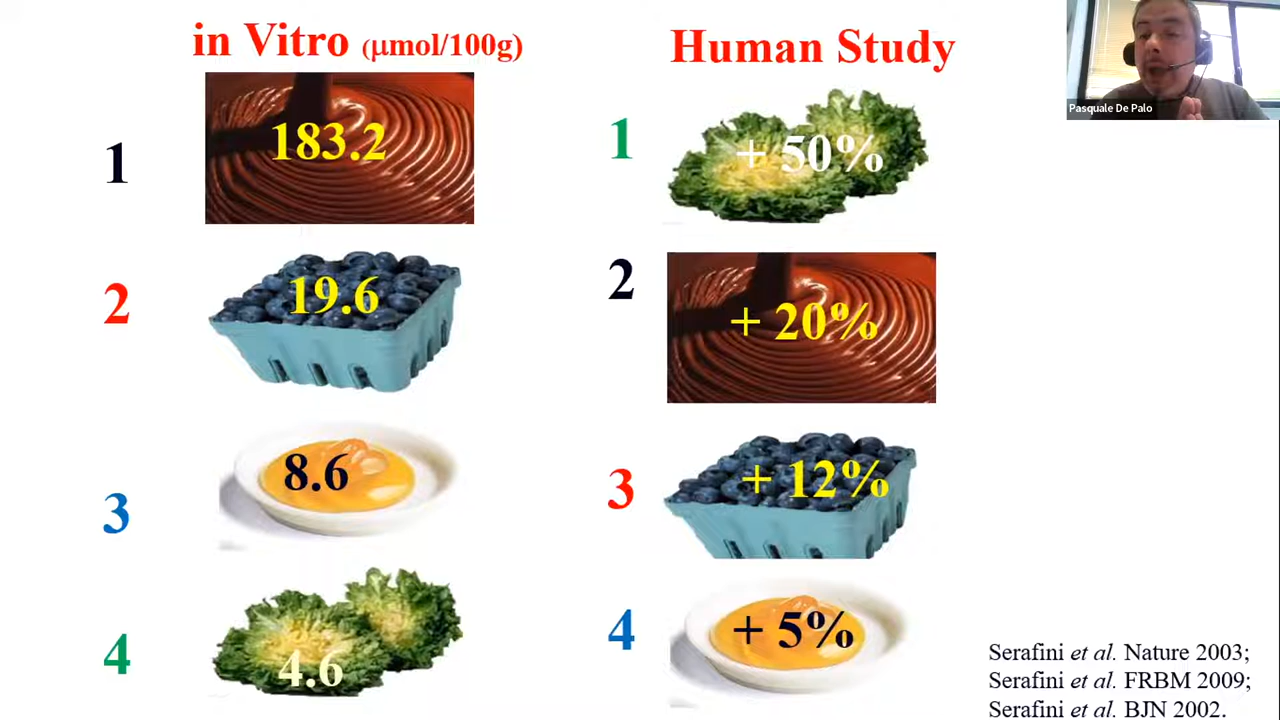 in Vitro (μmol/100g)
1
183.2
2
19.6
3
8.6
4
4.6
Human Study
1
+ 50%
2
+ 20%
3
+ 12%
4
+ 5%
Pasquale De Palo
Serafini et al. Nature 2003;
Serafini et al. FRBM 2009;
Serafini et al. BJN 2002.